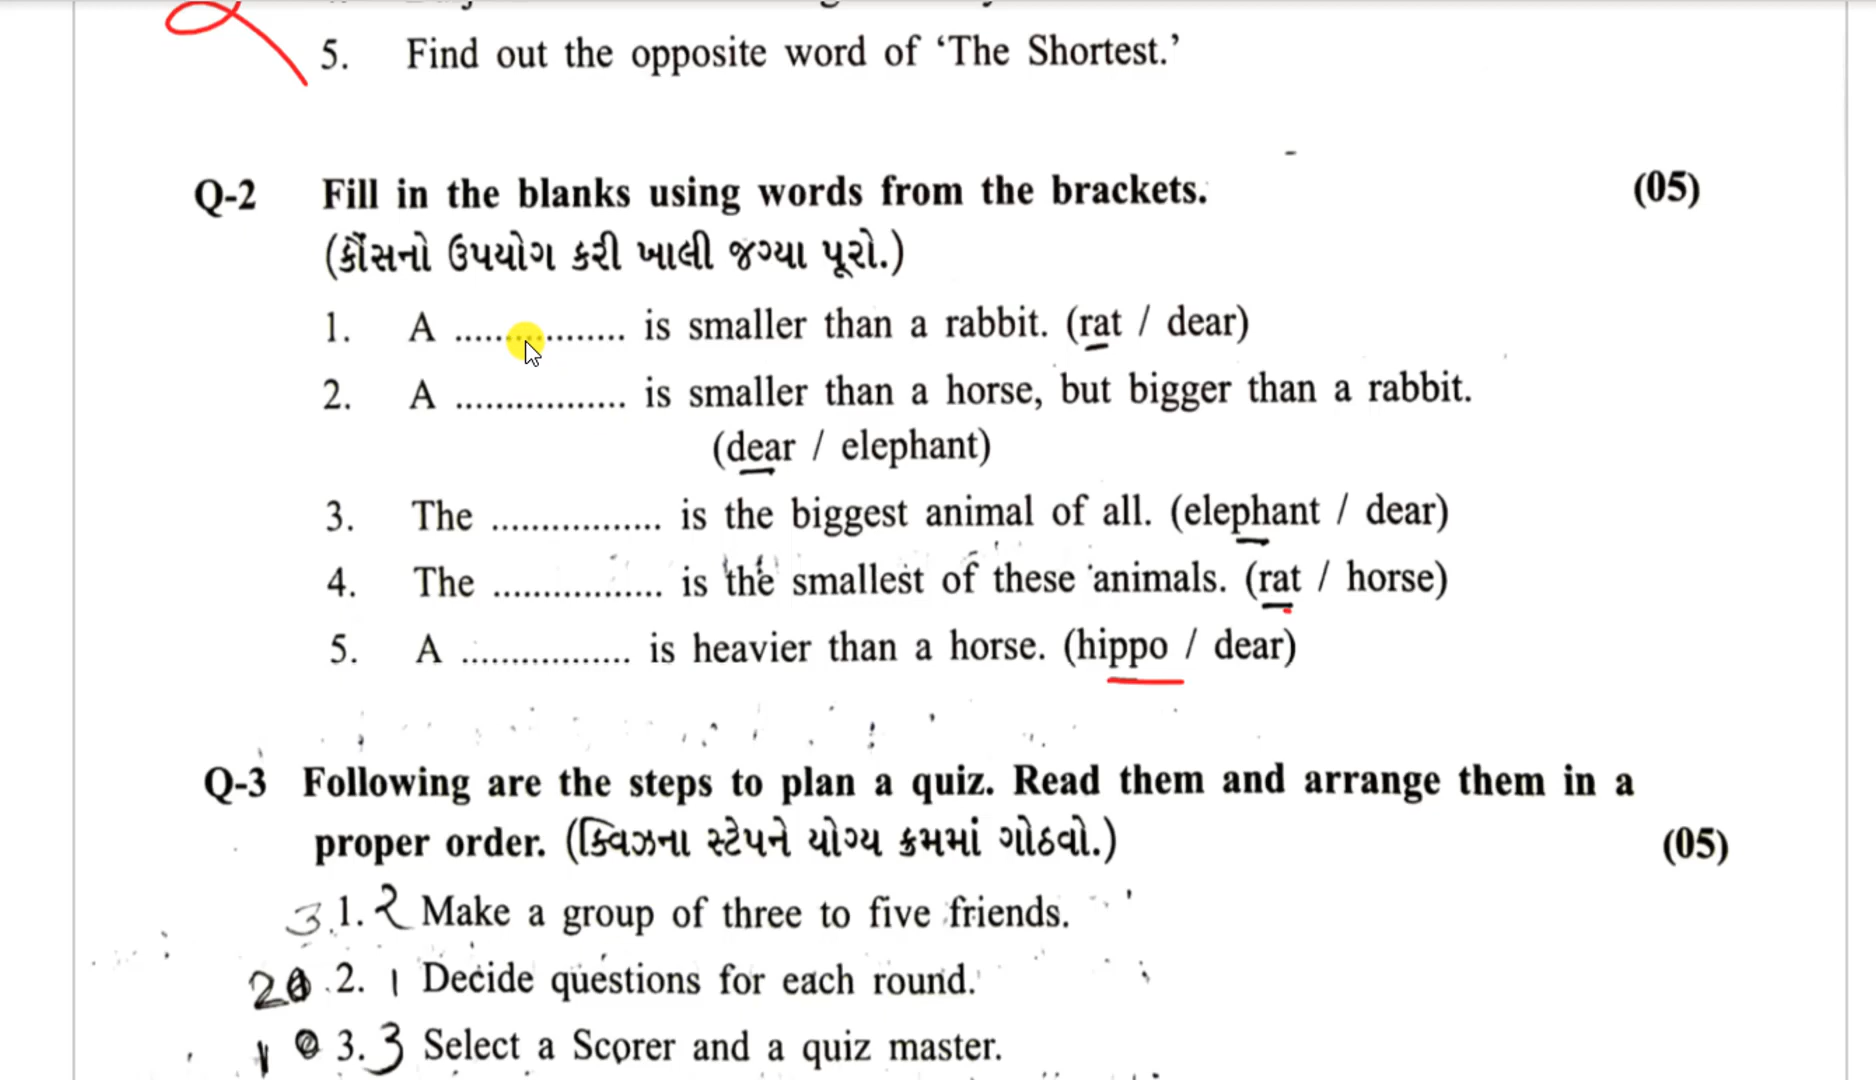 5. Find out the opposite word of ‘The Shortest.’
Q-2 Fill in the blanks using words from the brackets. (05)
(કૌંસનો ઉપયોગ કરી ખાલી જગ્યા પૂરો.)
1. A ................. is smaller than a rabbit. (rat / dear)
2. A ................. is smaller than a horse, but bigger than a rabbit.
(dear / elephant)
3. The ................. is the biggest animal of all. (elephant / dear)
4. The ................. is the smallest of these animals. (rat / horse)
5. A ................. is heavier than a horse. (hippo / dear)
Q-3 Following are the steps to plan a quiz. Read them and arrange them in a
proper order. (ક્વિઝના સ્ટેપને યોગ્ય ક્રમમાં ગોઠવો.) (05)
3 1. 2 Make a group of three to five friends.
2 2. 1 Decide questions for each round.
1 3. 3 Select a Scorer and a quiz master.